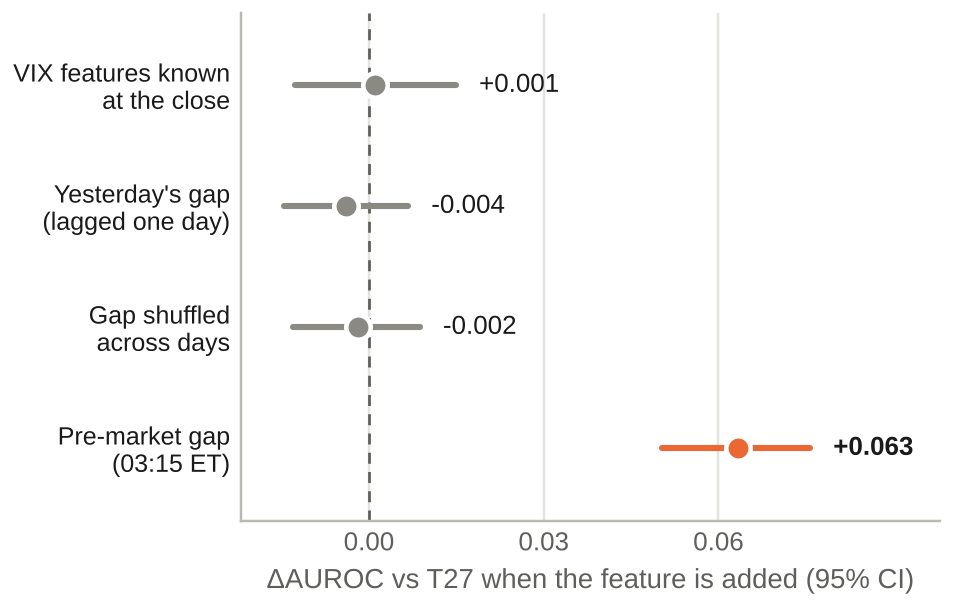 VIX features known
at the close
+0.001
Yesterday's gap
(lagged one day)
-0.004
Gap shuffled
across days
-0.002
Pre-market gap
(03:15 ET)
+0.063
0.00
0.03
0.06
ΔAUROC vs T27 when the feature is added (95% CI)